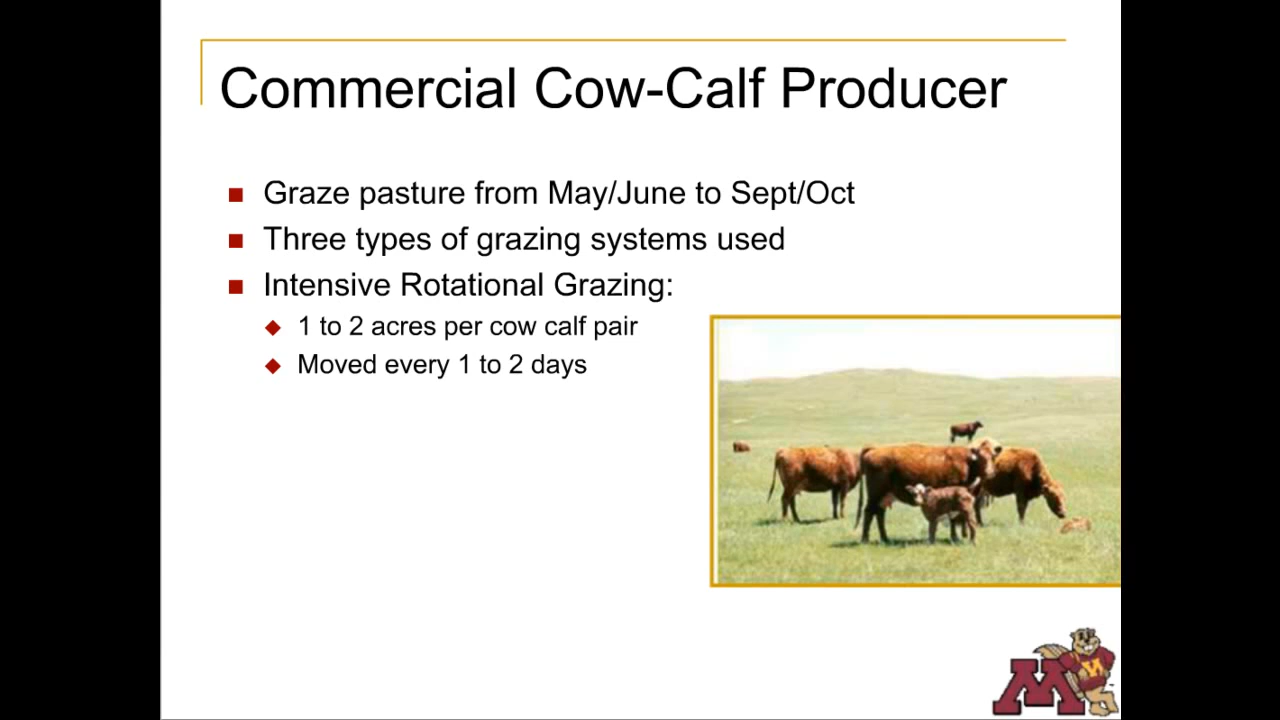 Commercial Cow-Calf Producer
Graze pasture from May/June to Sept/Oct
Three types of grazing systems used
Intensive Rotational Grazing:
1 to 2 acres per cow calf pair
Moved every 1 to 2 days
M